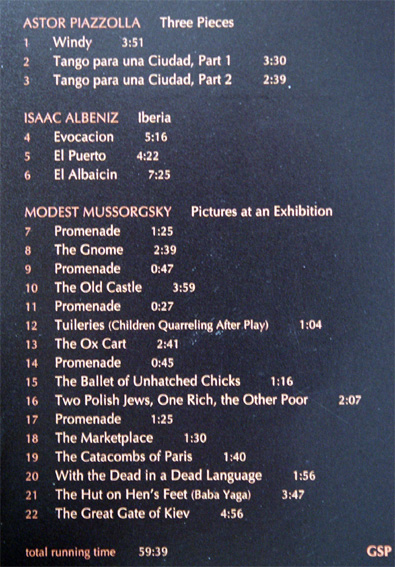 ASTOR PIAZZOLLA Three Pieces
1 Windy 3:51
2 Tango para una Ciudad, Part 1 3:30
3 Tango para una Ciudad, Part 2 2:39
ISAAC ALBENIZ Iberia
4 Evocacion 5:16
5 El Puerto 4:22
6 El Albaicin 7:25
MODEST MUSSORGSKY Pictures at an Exhibition
7 Promenade 1:25
8 The Gnome 2:39
9 Promenade 0:47
10 The Old Castle 3:59
11 Promenade 0:27
12 Tuileries (Children Quarreling After Play) 1:04
13 The Ox Cart 2:41
14 Promenade 0:45
15 The Ballet of Unhatched Chicks 1:16
16 Two Polish Jews, One Rich, the Other Poor 2:07
17 Promenade 1:25
18 The Marketplace 1:30
19 The Catacombs of Paris 1:40
20 With the Dead in a Dead Language 1:56
21 The Hut on Hen's Feet (Baba Yaga) 3:47
22 The Great Gate of Kiev 4:56
total running time 59:39 GSP